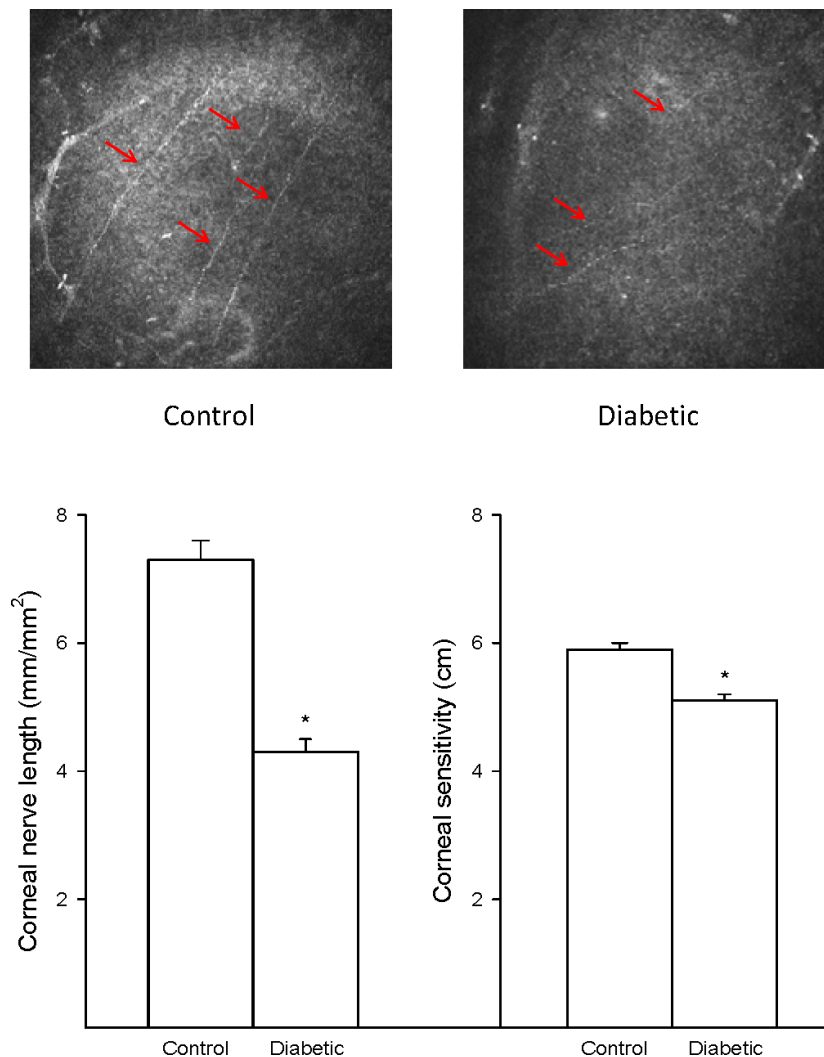 Control
Diabetic
Corneal nerve length (mm/mm²)
8
6
4
2
*
Control
Diabetic
Corneal sensitivity (cm)
8
6
4
2
*
Control
Diabetic